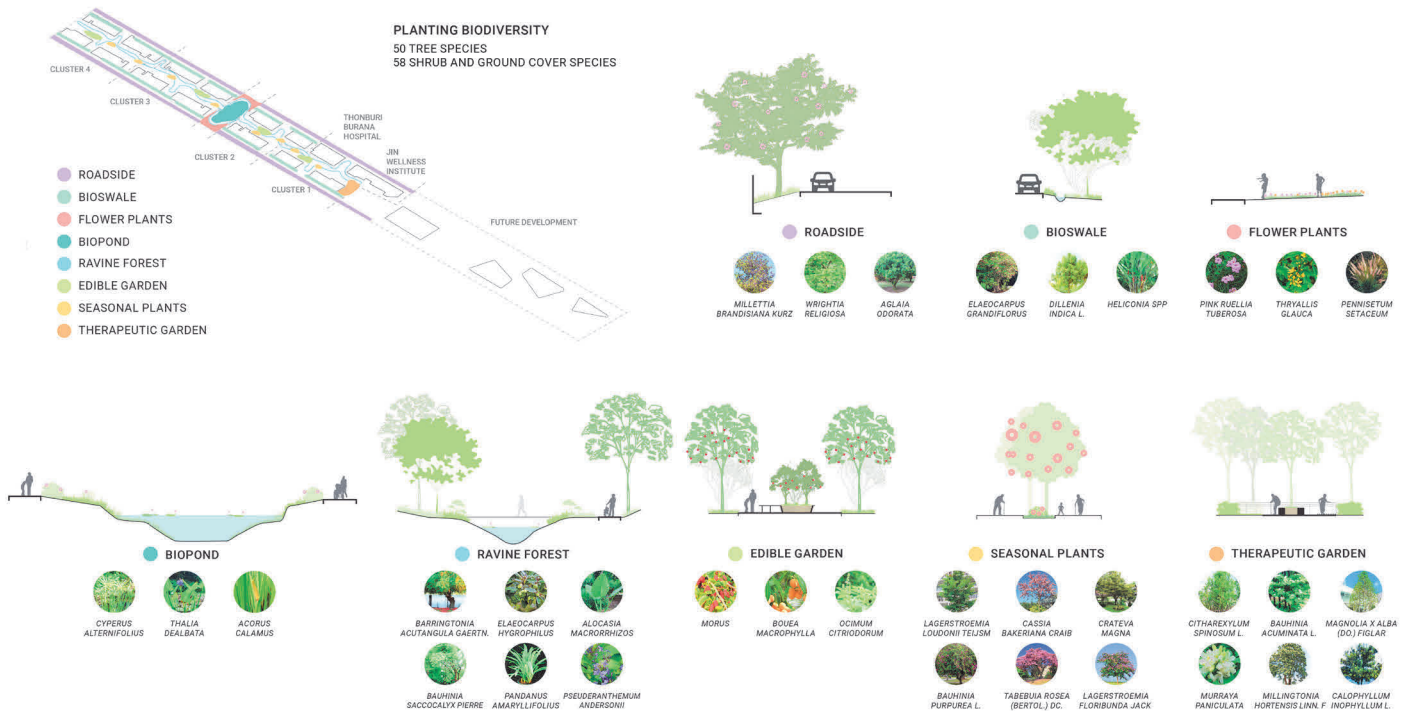 PLANTING BIODIVERSITY
50 TREE SPECIES
58 SHRUB AND GROUND COVER SPECIES
CLUSTER 4
CLUSTER 3
CLUSTER 2
CLUSTER 1
THONBURI
BURANA
HOSPITAL
JIN
WELLNESS
INSTITUTE
FUTURE DEVELOPMENT
ROADSIDE
BIOSWALE
FLOWER PLANTS
BIOPOND
RAVINE FOREST
EDIBLE GARDEN
SEASONAL PLANTS
THERAPEUTIC GARDEN
ROADSIDE
MILLETTIA
BRANDISIANA KURZ
WRIGHTIA
RELIGIOSA
AGLAIA
ODORATA
BIOSWALE
ELAEOCARPUS
GRANDIFLORUS
DILLENIA
INDICA L.
HELICONIA SPP
FLOWER PLANTS
PINK RUELLIA
TUBEROSA
THRYALLIS
GLAUCA
PENNISETUM
SETACEUM
BIOPOND
CYPERUS
ALTERNIFOLIUS
THALIA
DEALBATA
ACORUS
CALAMUS
RAVINE FOREST
BARRINGTONIA
ACUTANGULA GAERTN.
ELAEOCARPUS
HYGROPHILUS
ALOCASIA
MACRORRHIZOS
BAUHINIA
SACCOCALYX PIERRE
PANDANUS
AMARYLLIFOLIUS
PSEUDERANTHEMUM
ANDERSONII
EDIBLE GARDEN
MORUS
BOUEA
MACROPHYLLA
OCIMUM
CITRIODORUM
SEASONAL PLANTS
LAGERSTROEMIA
LOUDONII TEIJSM
CASSIA
BAKERIANA CRAIB
CRATEVA
MAGNA
BAUHINIA
PURPUREA L.
TABEBUIA ROSEA
(BERTOL.) DC.
LAGERSTROEMIA
FLORIBUNDA JACK
THERAPEUTIC GARDEN
CITHAREXYLUM
SPINOSUM L.
BAUHINIA
ACUMINATA L.
MAGNOLIA X ALBA
(DO.) FIGLAR
MURRAYA
PANICULATA
MILLINGTONIA
HORTENSIS LINN. F
CALOPHYLLUM
INOPHYLLUM L.